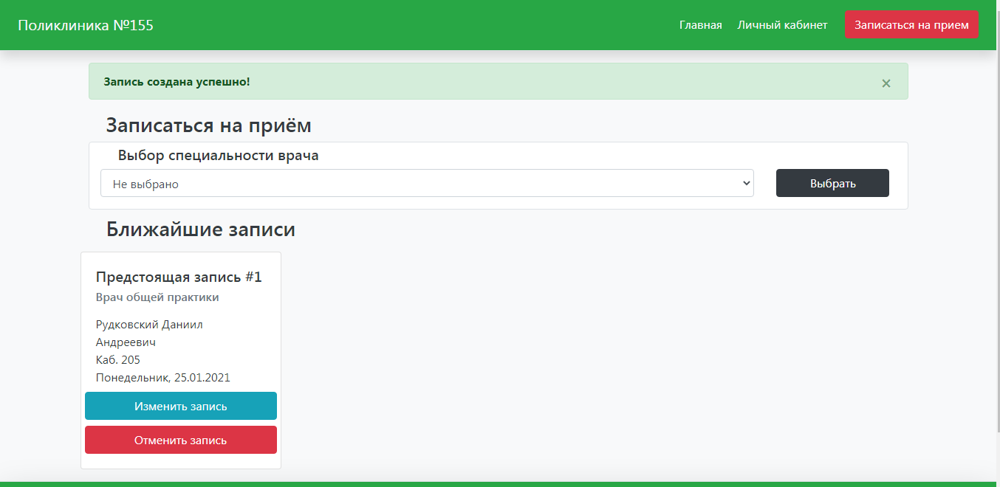 Поликлиника №155
Главная
Личный кабинет
Записаться на прием
Запись создана успешно!
×
Записаться на приём
Выбор специальности врача
Не выбрано
Выбрать
Ближайшие записи
Предстоящая запись #1
Врач общей практики
Рудковский Даниил
Андреевич
Каб. 205
Понедельник, 25.01.2021
Изменить запись
Отменить запись